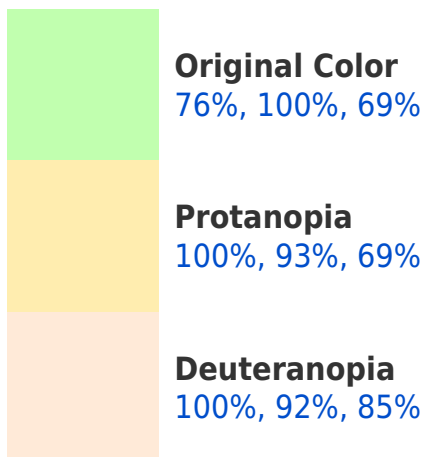 Original Color
76%, 100%, 69%
Protanopia
100%, 93%, 69%
Deuteranopia
100%, 92%, 85%